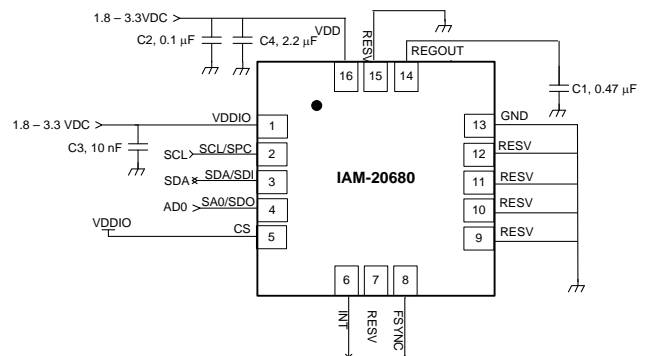 1.8 – 3.3VDC
C2, 0.1 µF
C4, 2.2 µF
VDD
RESV
REGOUT
16
15
14
C1, 0.47 µF
1.8 – 3.3 VDC
VDDIO
1
C3, 10 nF
SCL
SCL/SPC
2
SDA
SDA/SDI
3
AD0
SA0/SDO
4
VDDIO
CS
5
IAM-20680
13
GND
12
RESV
11
RESV
10
RESV
9
RESV
6
7
8
INT
RESV
FSYNC